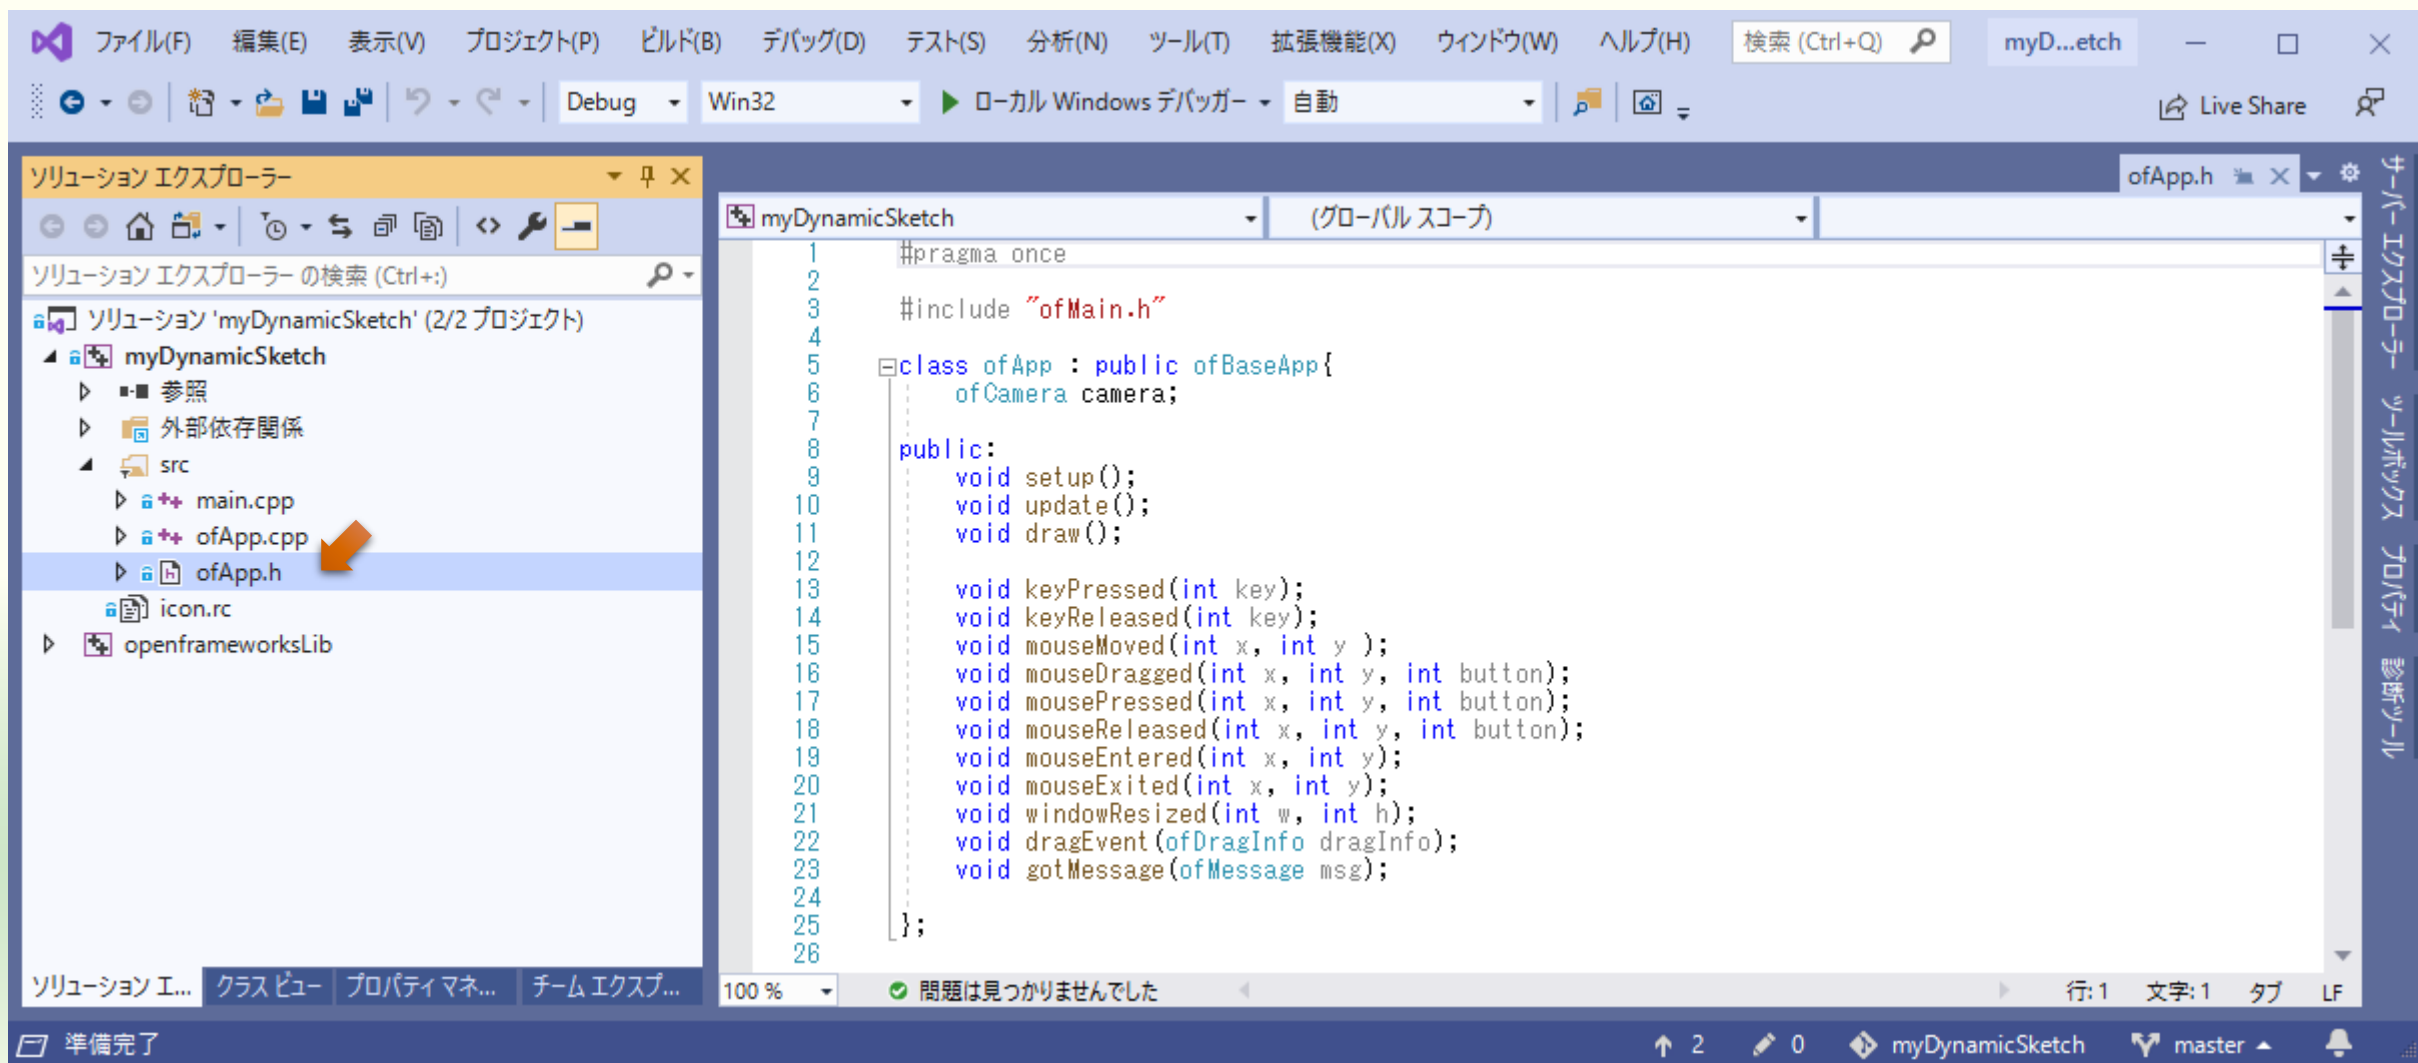 ファイル(F) 編集(E) 表示(V) プロジェクト(P) ビルド(B) デバッグ(D) テスト(S) 分析(N) ツール(T) 拡張機能(X) ウィンドウ(W) ヘルプ(H) 検索 (Ctrl+Q) myD...etch
Debug Win32 ローカル Windows デバッガー 自動 Live Share
ソリューション エクスプローラー
ソリューション エクスプローラー の検索 (Ctrl+:)
ソリューション 'myDynamicSketch' (2/2 プロジェクト)
myDynamicSketch
参照
外部依存関係
src
main.cpp
ofApp.cpp
ofApp.h
icon.rc
openframeworksLib
ソリューション エ... クラス ビュー プロパティ マネ... チーム エクスプ...
ofApp.h
myDynamicSketch (グローバル スコープ)
1 #pragma once
2
3 #include "ofMain.h"
4
5 class ofApp : public ofBaseApp{
6 ofCamera camera;
7
8 public:
9 void setup();
10 void update();
11 void draw();
12
13 void keyPressed(int key);
14 void keyReleased(int key);
15 void mouseMoved(int x, int y );
16 void mouseDragged(int x, int y, int button);
17 void mousePressed(int x, int y, int button);
18 void mouseReleased(int x, int y, int button);
19 void mouseEntered(int x, int y);
20 void mouseExited(int x, int y);
21 void windowResized(int w, int h);
22 void dragEvent(ofDragInfo dragInfo);
23 void gotMessage(ofMessage msg);
24
25 };
26
100 % 問題は見つかりませんでした 行: 1 文字: 1 タブ LF
サーバー エクスプローラー
ツールボックス
プロパティ
診断ツール
準備完了 2 0 myDynamicSketch master